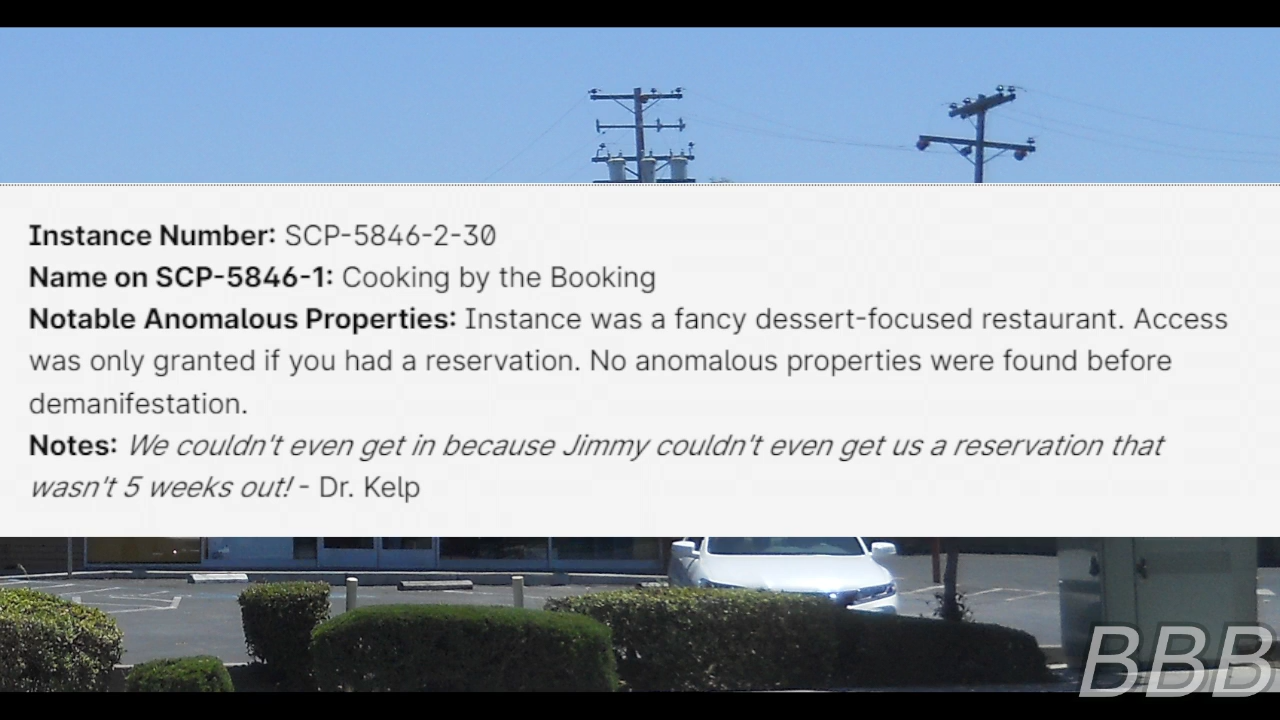 Instance Number: SCP-5846-2-30
Name on SCP-5846-1: Cooking by the Booking
Notable Anomalous Properties: Instance was a fancy dessert-focused restaurant. Access
was only granted if you had a reservation. No anomalous properties were found before
demanifestation.
Notes: We couldn't even get in because Jimmy couldn't even get us a reservation that
wasn't 5 weeks out! - Dr. Kelp
BBB